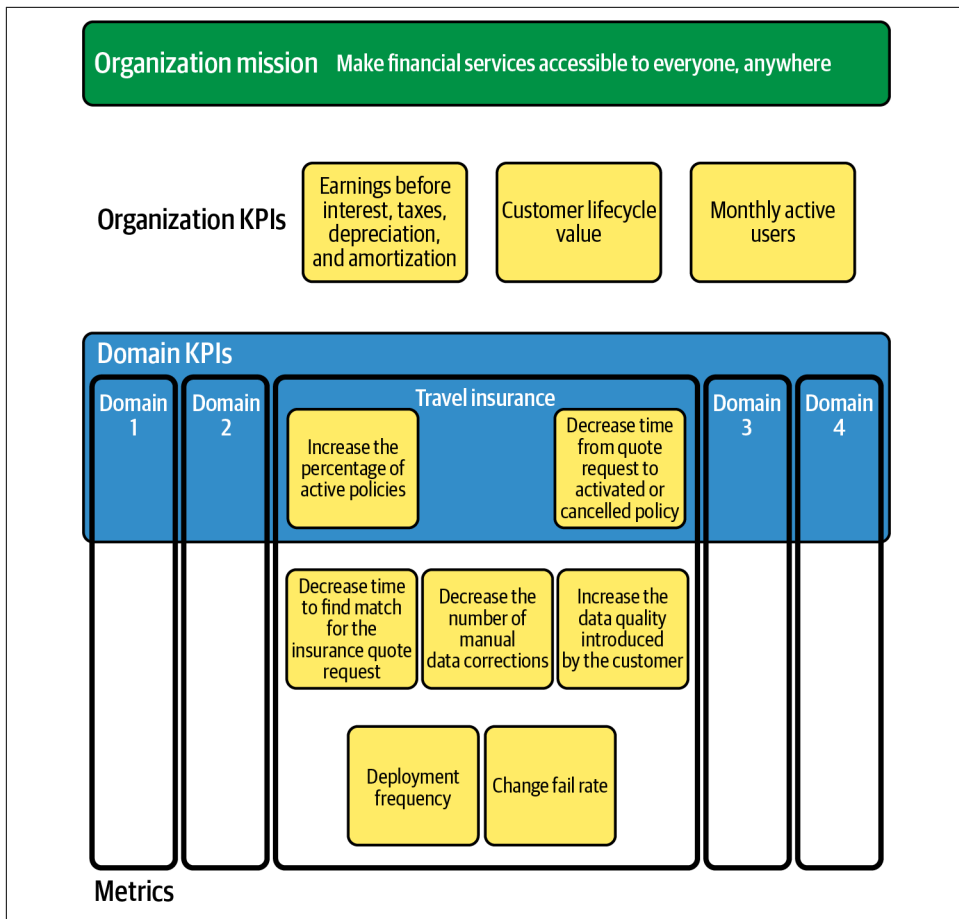 Organization mission Make financial services accessible to everyone, anywhere
Organization KPIs
Earnings before
interest, taxes,
depreciation,
and amortization
Customer lifecycle
value
Monthly active
users
Domain KPIs
Domain
1
Domain
2
Travel insurance
Increase the
percentage of
active policies
Decrease time
from quote
request to
activated or
cancelled policy
Domain
3
Domain
4
Decrease time
to find match
for the
insurance quote
request
Decrease the
number of
manual
data corrections
Increase the
data quality
introduced
by the customer
Deployment
frequency
Change fail rate
Metrics